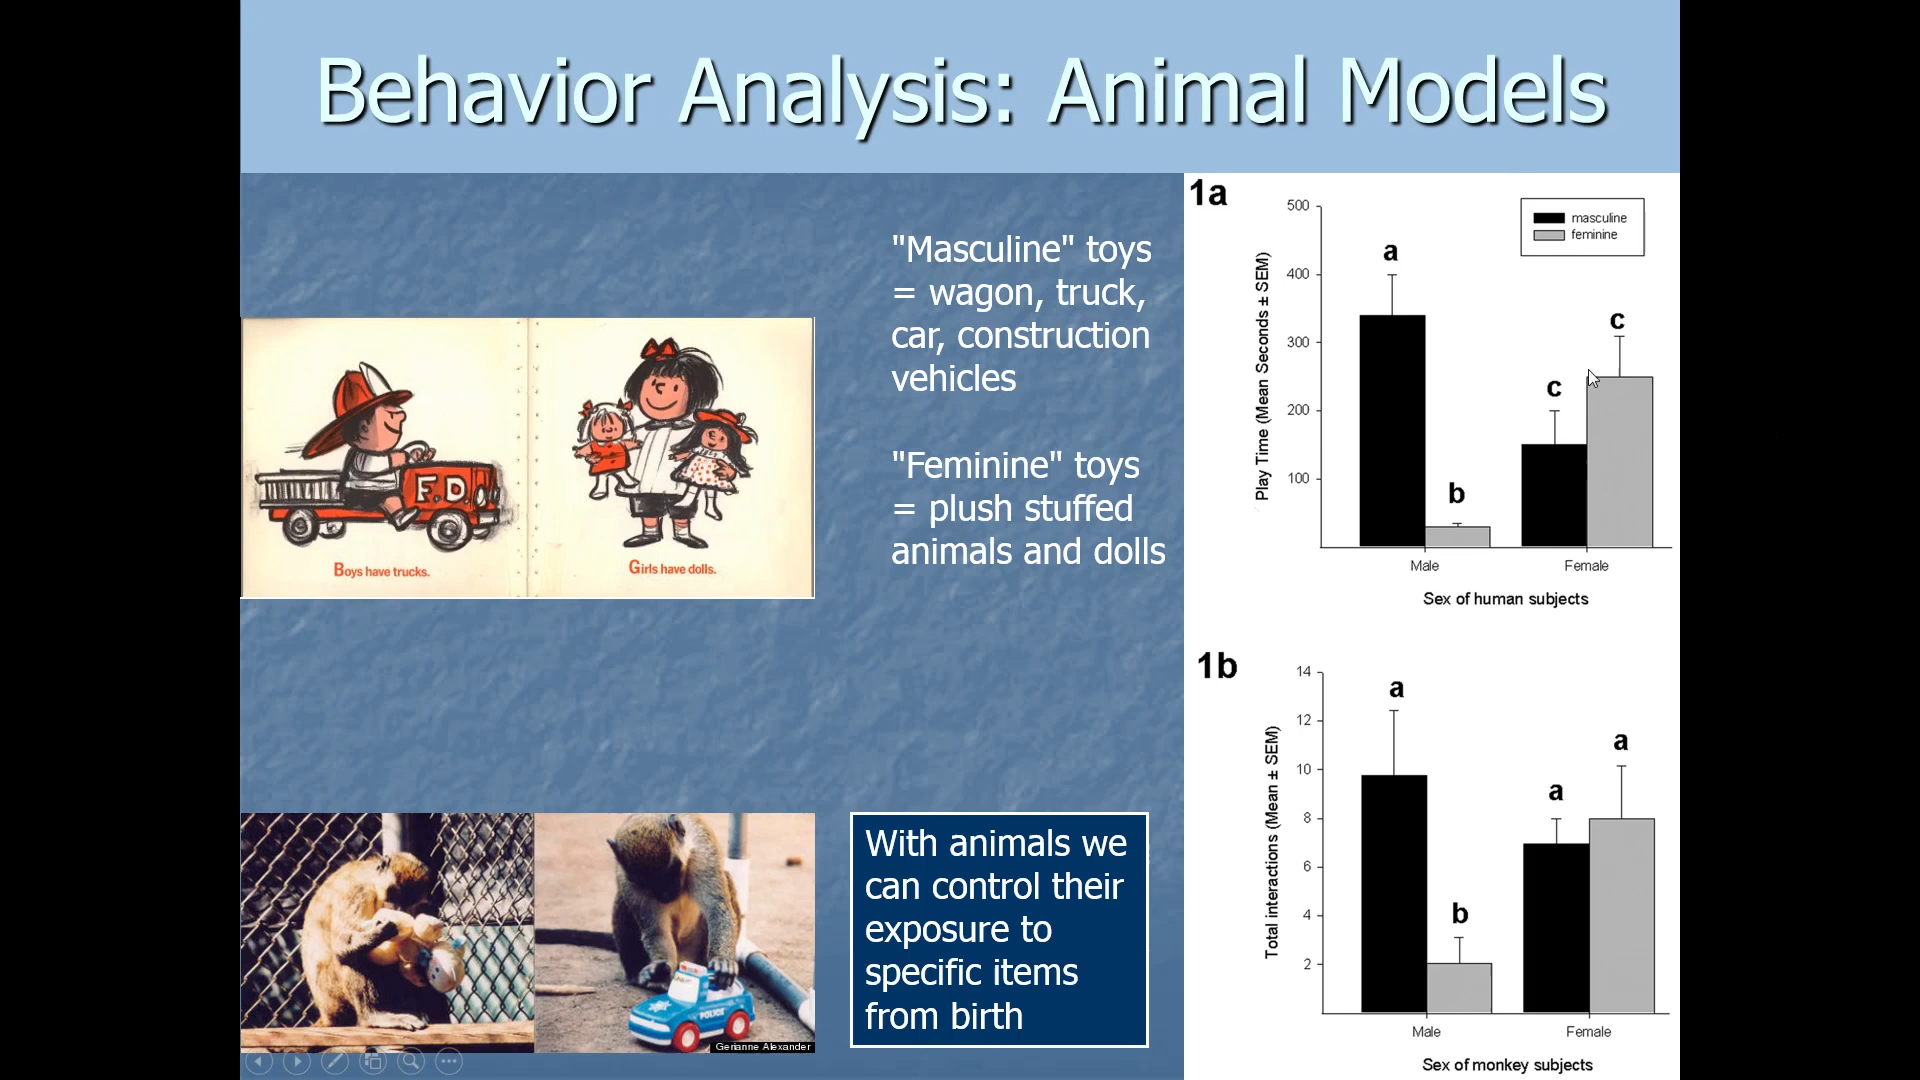 Behavior Analysis: Animal Models
"Masculine" toys
= wagon, truck,
car, construction
vehicles
"Feminine" toys
= plush stuffed
animals and dolls
F.D.
Boys have trucks.
Girls have dolls.
1a
masculine
feminine
500
400
300
200
100
Play Time (Mean Seconds ± SEM)
a
b
c
c
Male
Female
Sex of human subjects
1b
14
12
10
8
6
4
2
Total interactions (Mean ± SEM)
a
b
a
a
Male
Female
Sex of monkey subjects
POLICE
Gerianne Alexander
With animals we
can control their
exposure to
specific items
from birth